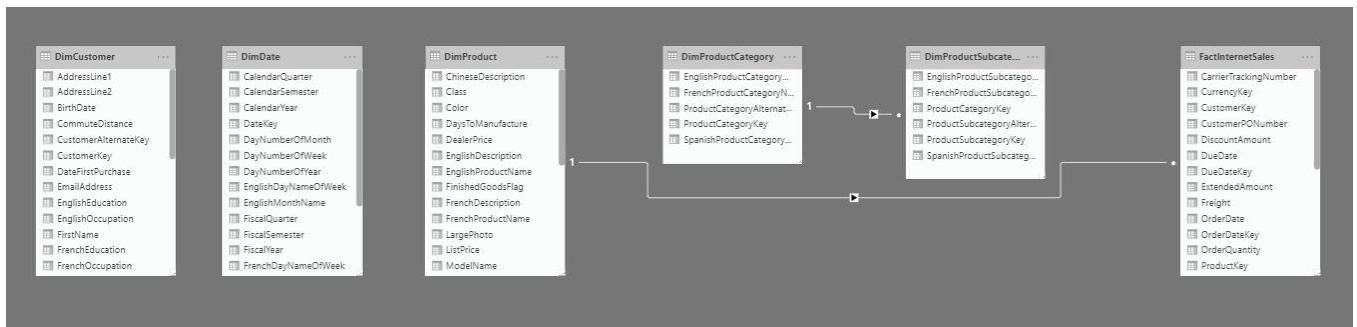 DimCustomer ...
AddressLine1
AddressLine2
BirthDate
CommuteDistance
CustomerAlternateKey
CustomerKey
DateFirstPurchase
EmailAddress
EnglishEducation
EnglishOccupation
FirstName
FrenchEducation
FrenchOccupation
DimDate ...
CalendarQuarter
CalendarSemester
CalendarYear
DateKey
DayNumberOfMonth
DayNumberOfWeek
DayNumberOfYear
EnglishDayNameOfWeek
EnglishMonthName
FiscalQuarter
FiscalSemester
FiscalYear
FrenchDayNameOfWeek
DimProduct ...
ChineseDescription
Class
Color
DaysToManufacture
DealerPrice
EnglishDescription
EnglishProductName
FinishedGoodsFlag
FrenchDescription
FrenchProductName
LargePhoto
ListPrice
ModelName
1
DimProductCategory ...
EnglishProductCategory...
FrenchProductCategoryN...
ProductCategoryAlternat...
ProductCategoryKey
SpanishProductCategory...
1
*
DimProductSubcate... ...
EnglishProductSubcatego...
FrenchProductSubcatego...
ProductCategoryKey
ProductSubcategoryAlter...
ProductSubcategoryKey
SpanishProductSubcateg...
*
FactInternetSales ...
CarrierTrackingNumber
CurrencyKey
CustomerKey
CustomerPONumber
DiscountAmount
DueDate
DueDateKey
ExtendedAmount
Freight
OrderDate
OrderDateKey
OrderQuantity
ProductKey